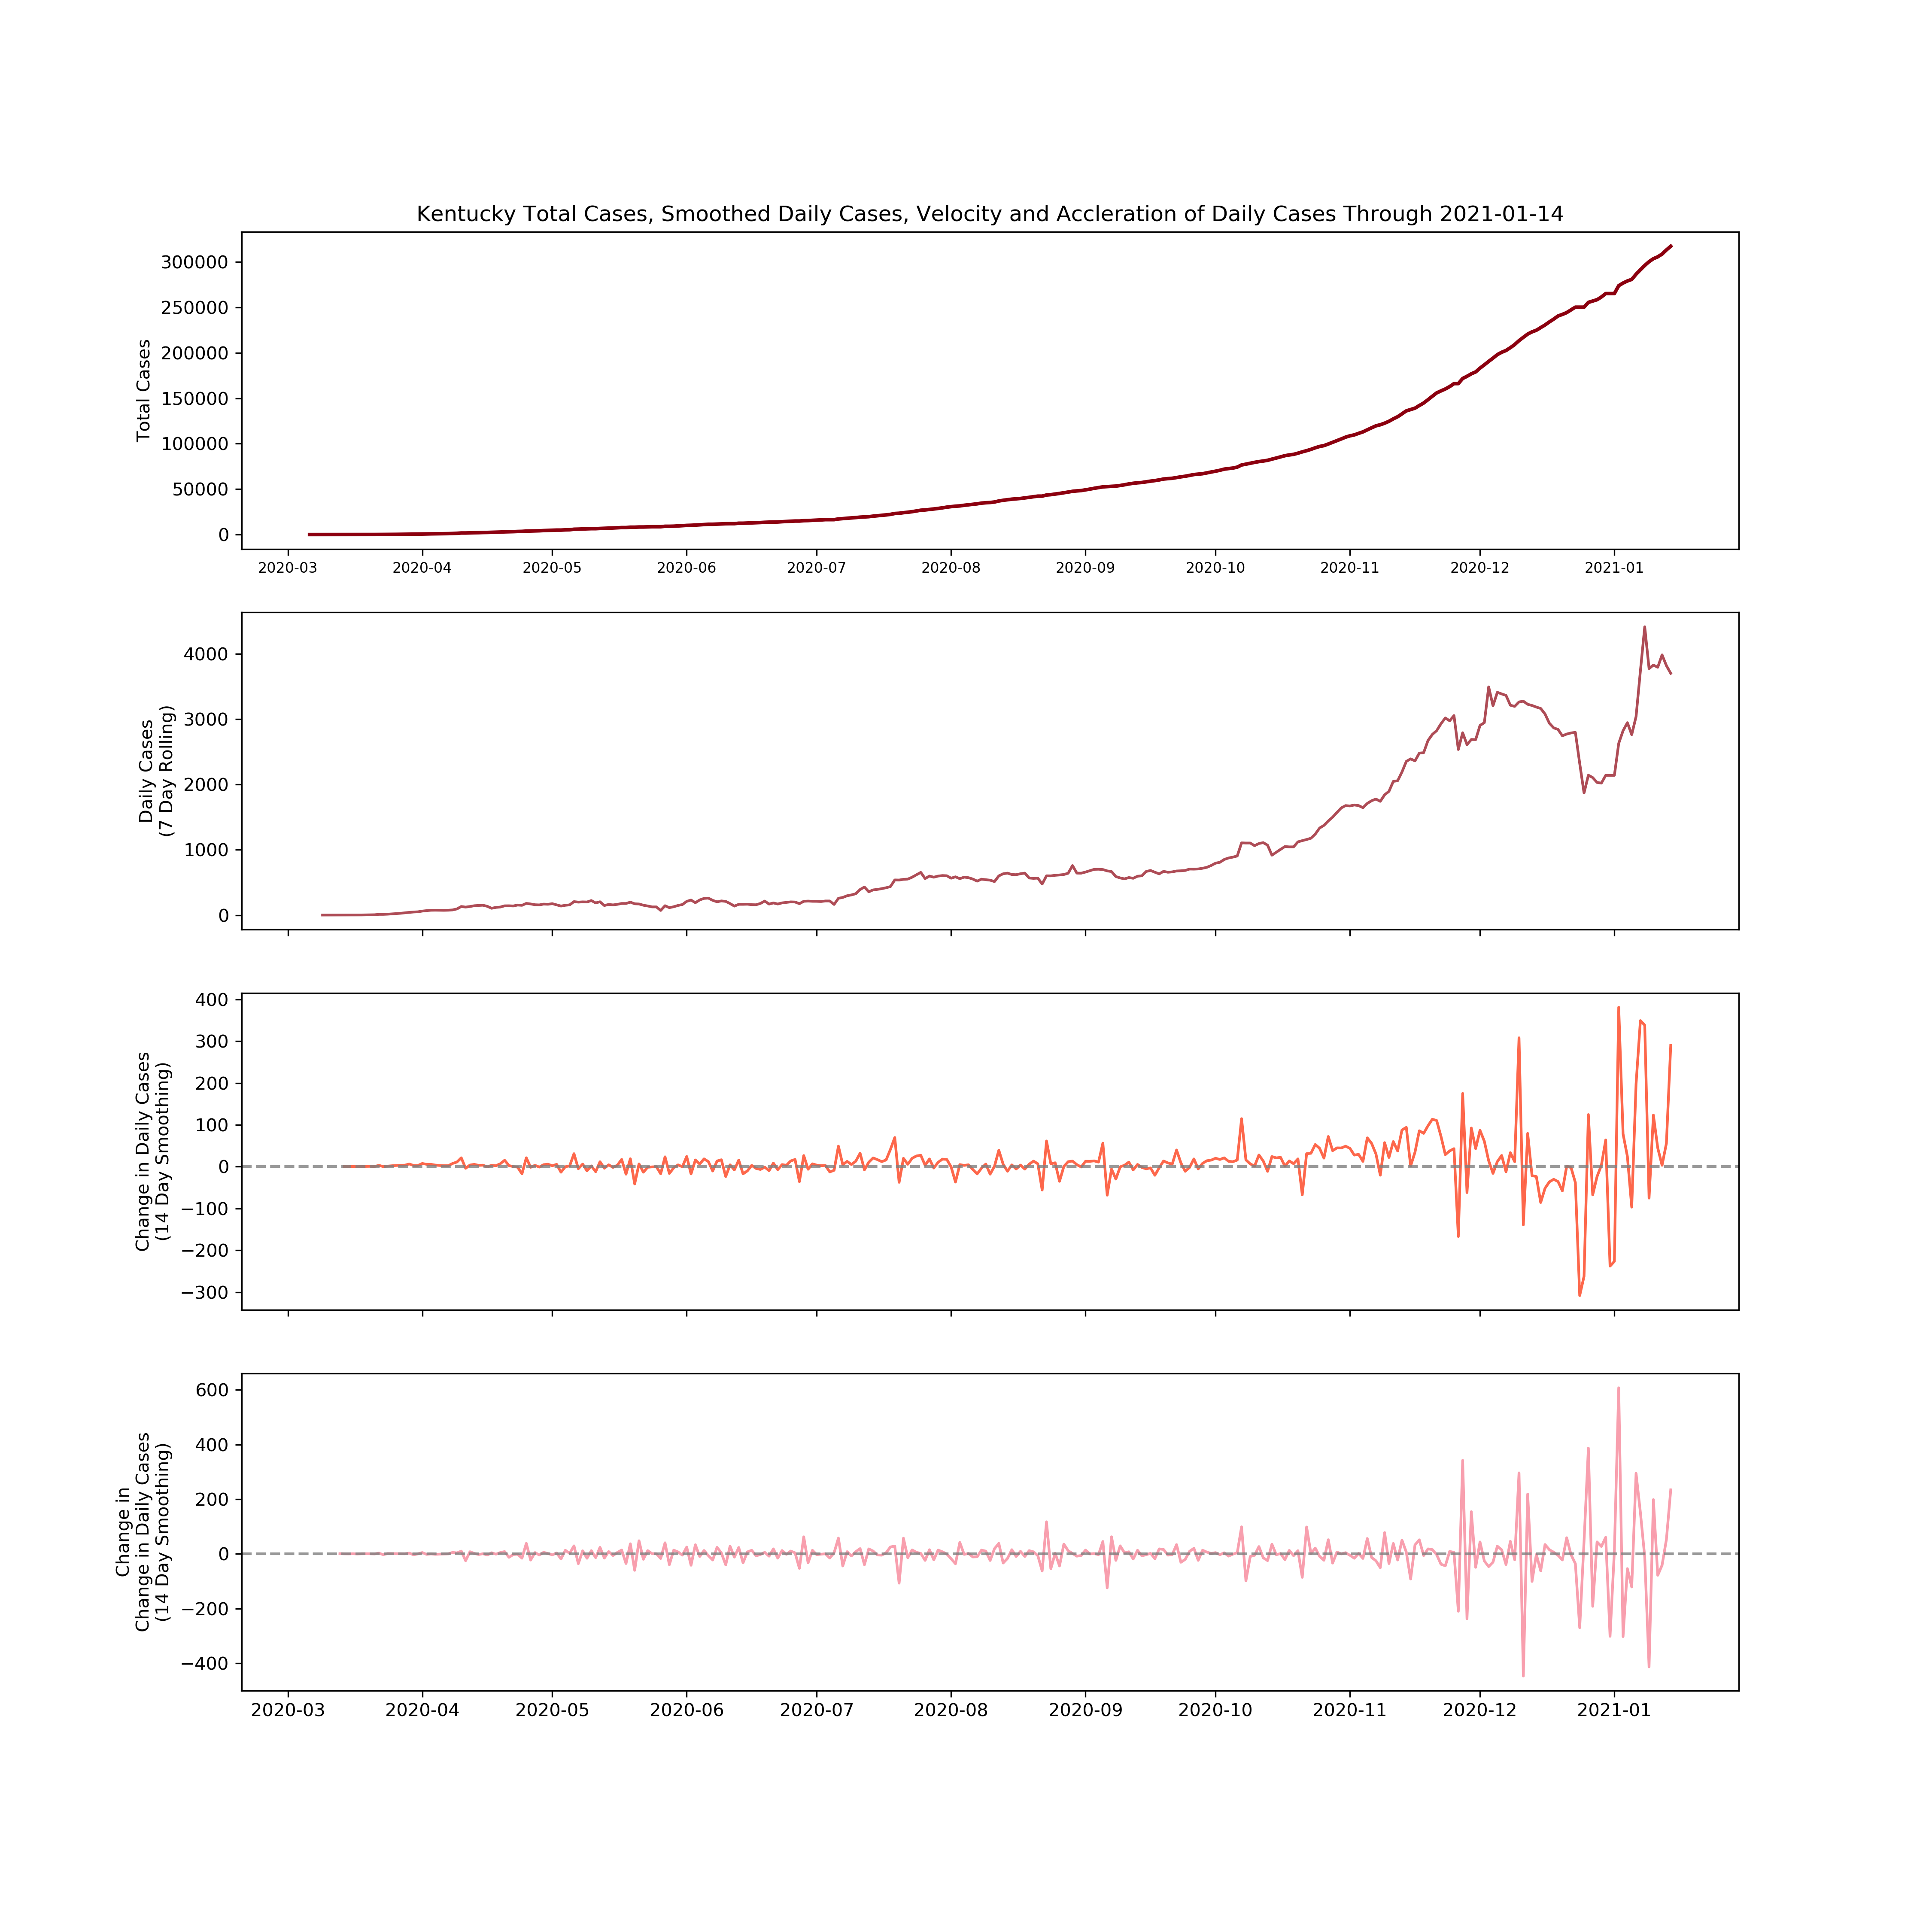 Kentucky Total Cases, Smoothed Daily Cases, Velocity and Accleration of Daily Cases Through 2021-01-14
Total Cases
300000
250000
200000
150000
100000
50000
0
2020-03 2020-04 2020-05 2020-06 2020-07 2020-08 2020-09 2020-10 2020-11 2020-12 2021-01
Daily Cases
(7 Day Rolling)
4000
3000
2000
1000
0
Change in Daily Cases
(14 Day Smoothing)
400
300
200
100
0
−100
−200
−300
Change in
Change in Daily Cases
(14 Day Smoothing)
600
400
200
0
−200
−400
2020-03 2020-04 2020-05 2020-06 2020-07 2020-08 2020-09 2020-10 2020-11 2020-12 2021-01